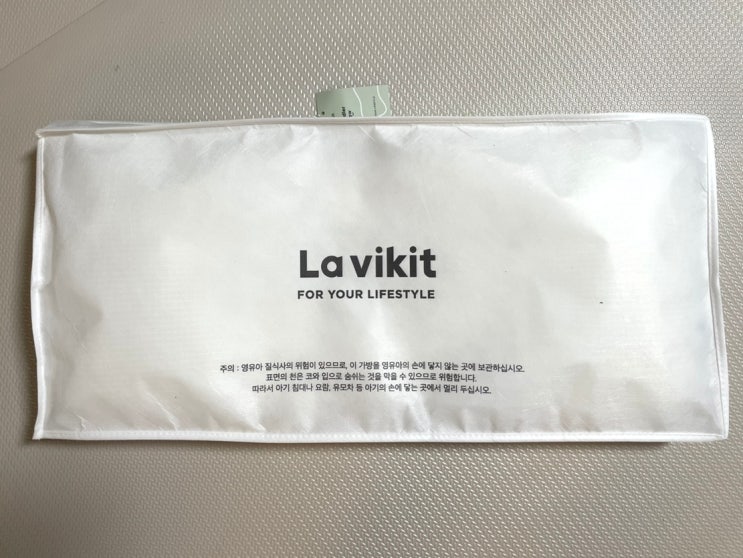 La vikit
FOR YOUR LIFESTYLE
주의 : 영유아 질식사의 위험이 있으므로, 이 가방을 영유아의 손에 닿지 않는 곳에 보관하십시오.
표면의 천은 코와 입으로 숨쉬는 것을 막을 수 있으므로 위험합니다.
따라서 아기 침대나 요람, 유모차 등 아기의 손에 닿는 곳에서 멀리 두십시오.